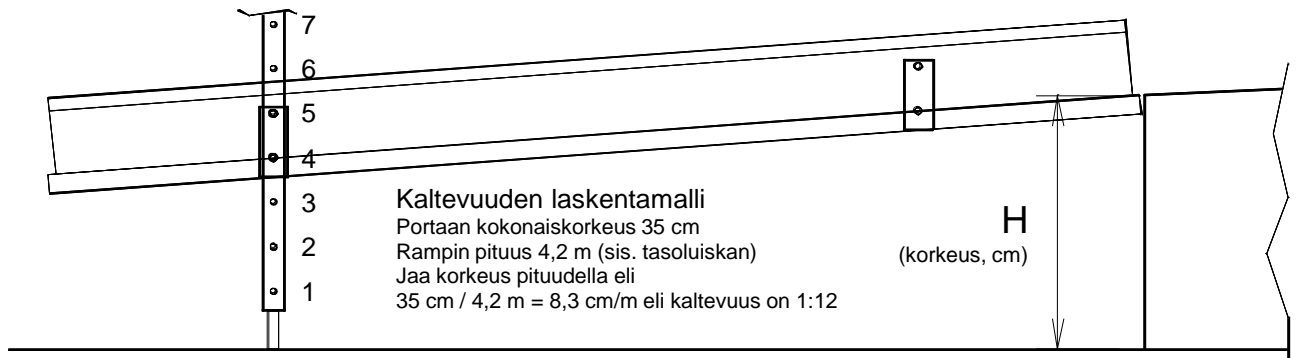 7
6
5
4
3
2
1
Kaltevuuden laskentamalli
Portaan kokonaiskorkeus 35 cm
Rampin pituus 4,2 m (sis. tasoluiskan)
Jaa korkeus pituudella eli
35 cm / 4,2 m = 8,3 cm/m eli kaltevuus on 1:12
H
(korkeus, cm)